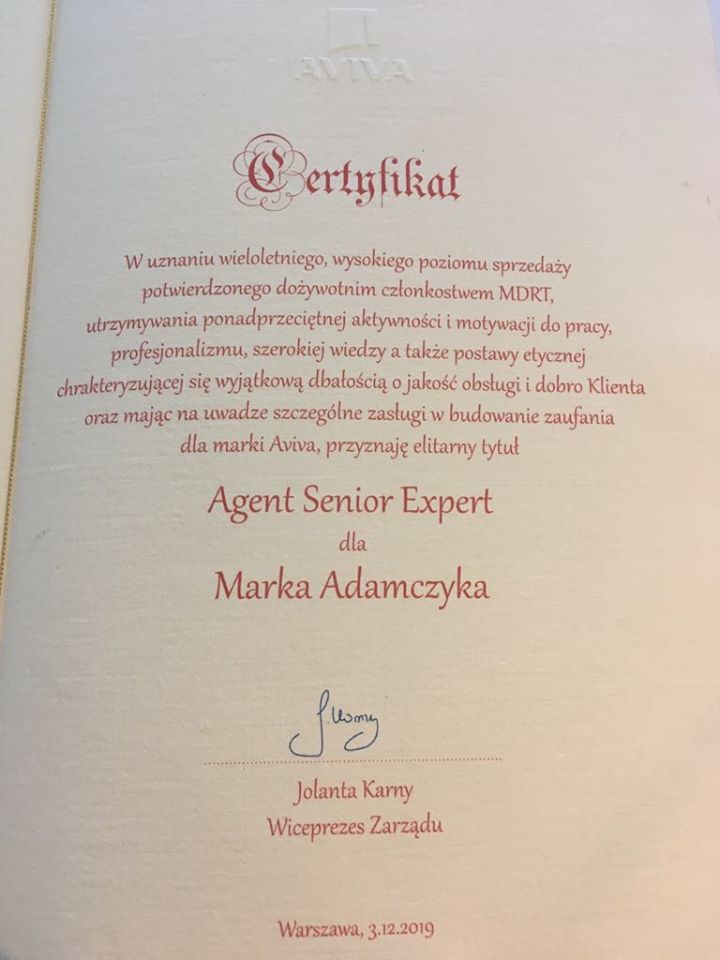 AVIVA
Certyfikat
W uznaniu wieloletniego, wysokiego poziomu sprzedaży
potwierdzonego dożywotnim członkostwem MDRT,
utrzymywania ponadprzeciętnej aktywności i motywacji do pracy,
profesjonalizmu, szerokiej wiedzy a także postawy etycznej
chrakteryzującej się wyjątkową dbałością o jakość obsługi i dobro Klienta
oraz mając na uwadze szczególne zasługi w budowanie zaufania
dla marki Aviva, przyznaję elitarny tytuł
Agent Senior Expert
dla
Marka Adamczyka
J. Karny
Jolanta Karny
Wiceprezes Zarządu
Warszawa, 3.12.2019